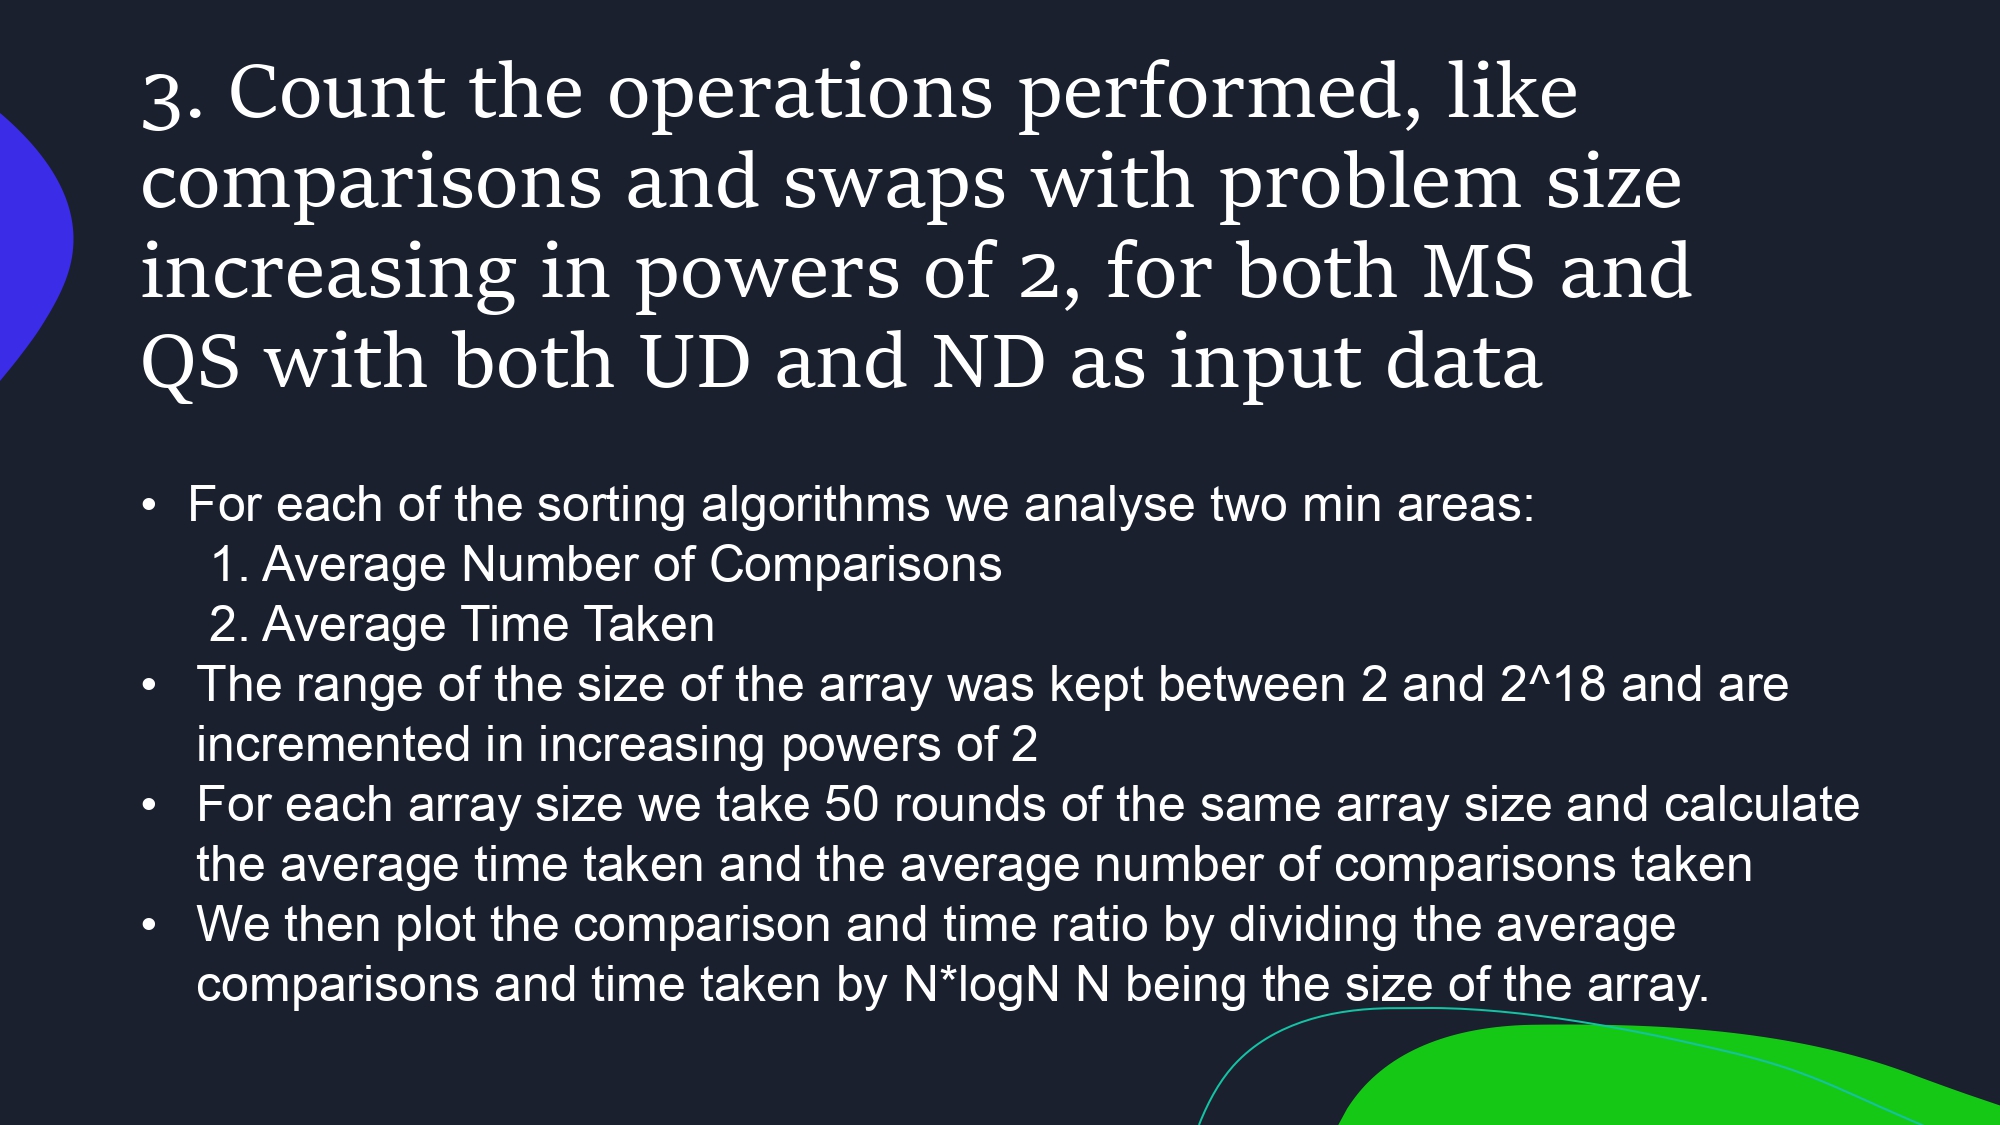 3. Count the operations performed, like
comparisons and swaps with problem size
increasing in powers of 2, for both MS and
QS with both UD and ND as input data
• For each of the sorting algorithms we analyse two min areas:
1. Average Number of Comparisons
2. Average Time Taken
• The range of the size of the array was kept between 2 and 2^18 and are
incremented in increasing powers of 2
• For each array size we take 50 rounds of the same array size and calculate
the average time taken and the average number of comparisons taken
• We then plot the comparison and time ratio by dividing the average
comparisons and time taken by N*logN N being the size of the array.